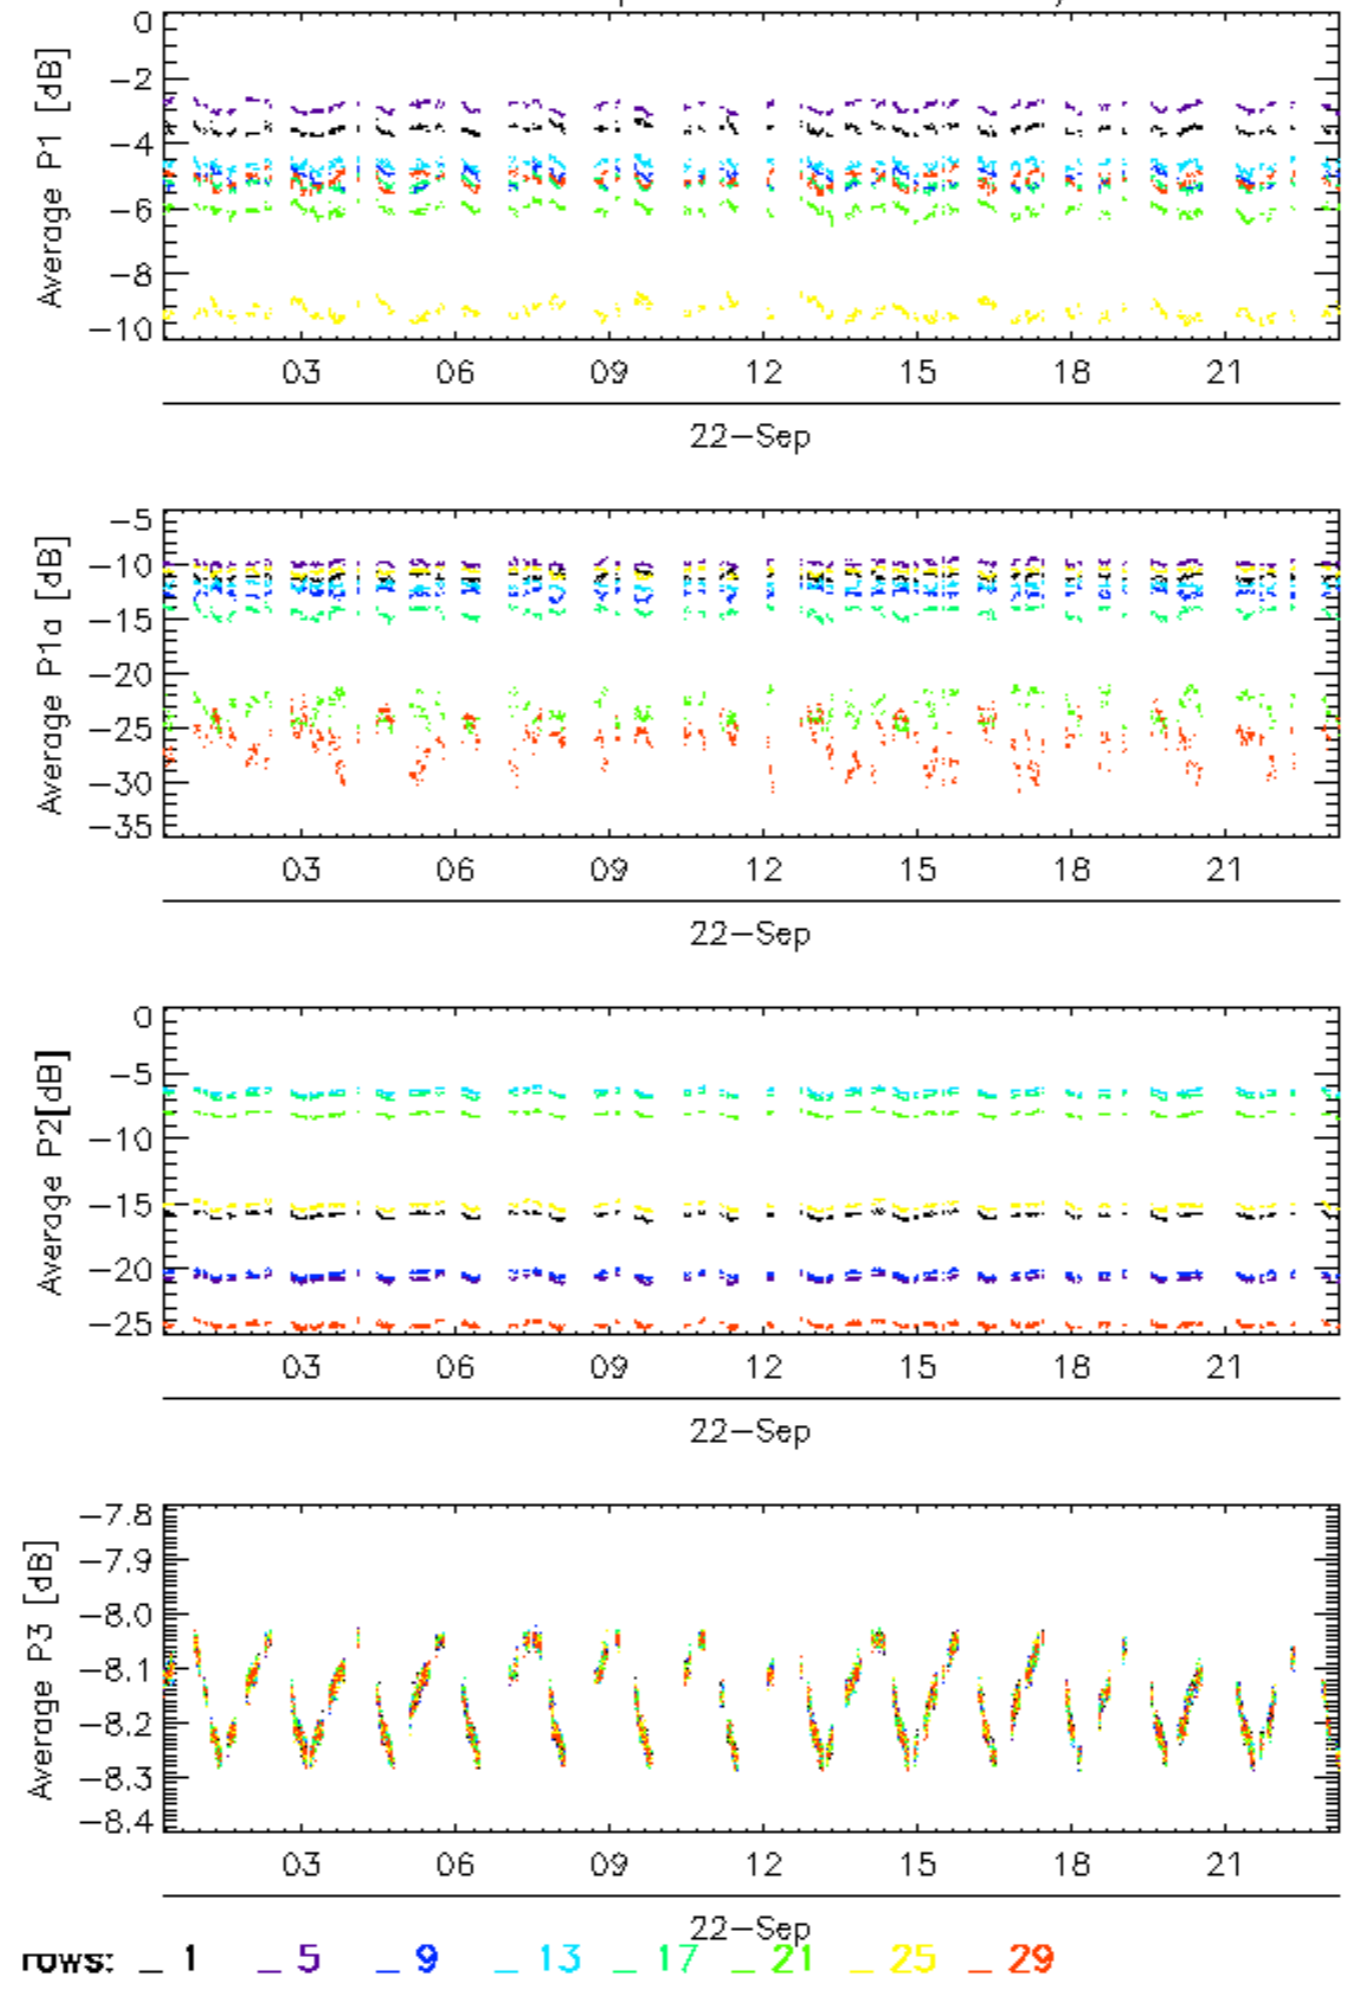 0
−2
−4
−6
−8
−10
Average P1 [dB]
03 06 09 12 15 18 21
22−Sep
−5
−10
−15
−20
−25
−30
−35
Average P1a [dB]
03 06 09 12 15 18 21
22−Sep
0
−5
−10
−15
−20
−25
Average P2[dB]
03 06 09 12 15 18 21
22−Sep
−7.8
−7.9
−8.0
−8.1
−8.2
−8.3
−8.4
Average P3 [dB]
03 06 09 12 15 18 21
22−Sep
rows: _ 1 _ 5 _ 9 _ 13 _ 17 _ 21 _ 25 _ 29